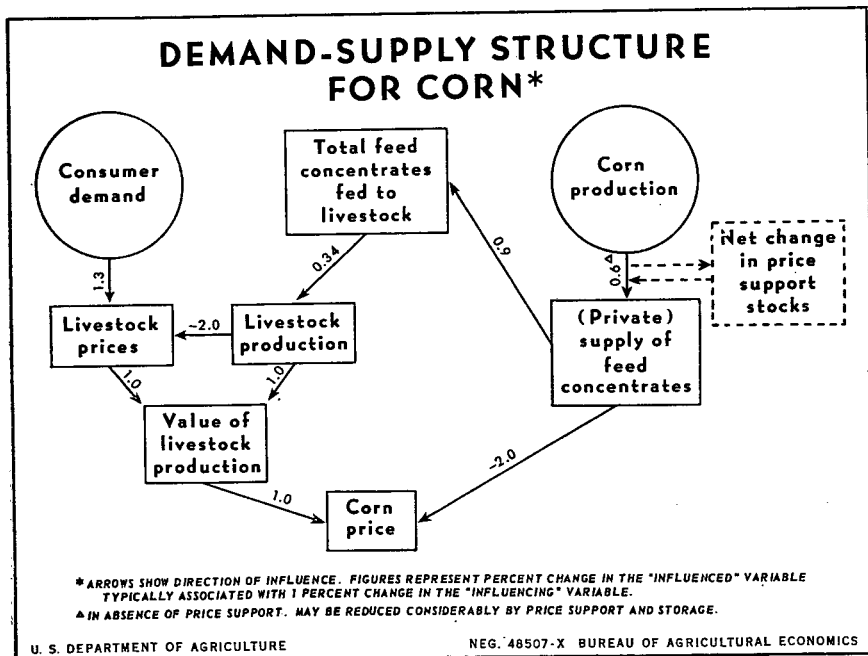 DEMAND-SUPPLY STRUCTURE
FOR CORN*
Consumer
demand
Total feed
concentrates
fed to
livestock
Corn
production
Net change
in price
support
stocks
1.3
0.34
0.9
0.6△
Livestock
prices
-2.0
Livestock
production
(Private)
supply of
feed
concentrates
1.0
1.0
Value of
livestock
production
-2.0
1.0
Corn
price
* ARROWS SHOW DIRECTION OF INFLUENCE. FIGURES REPRESENT PERCENT CHANGE IN THE "INFLUENCED" VARIABLE
TYPICALLY ASSOCIATED WITH 1 PERCENT CHANGE IN THE "INFLUENCING" VARIABLE.
△ IN ABSENCE OF PRICE SUPPORT. MAY BE REDUCED CONSIDERABLY BY PRICE SUPPORT AND STORAGE.
U. S. DEPARTMENT OF AGRICULTURE
NEG. 48507-X BUREAU OF AGRICULTURAL ECONOMICS